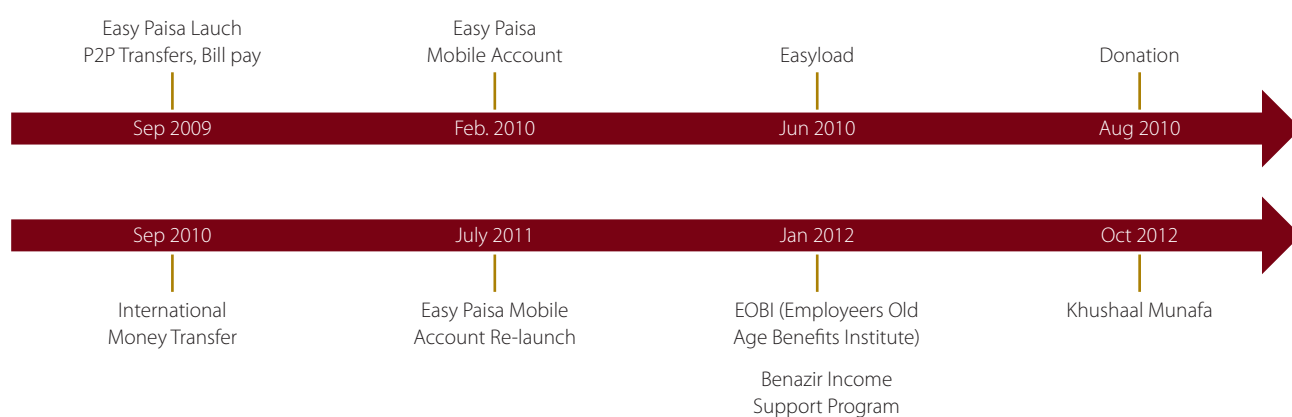 Easy Paisa Lauch
P2P Transfers, Bill pay
Easy Paisa
Mobile Account
Easyload
Donation
Sep 2009
Feb. 2010
Jun 2010
Aug 2010
Sep 2010
July 2011
Jan 2012
Oct 2012
International
Money Transfer
Easy Paisa Mobile
Account Re-launch
EOBI (Employeers Old
Age Benefits Institute)
Benazir Income
Support Program
Khushaal Munafa